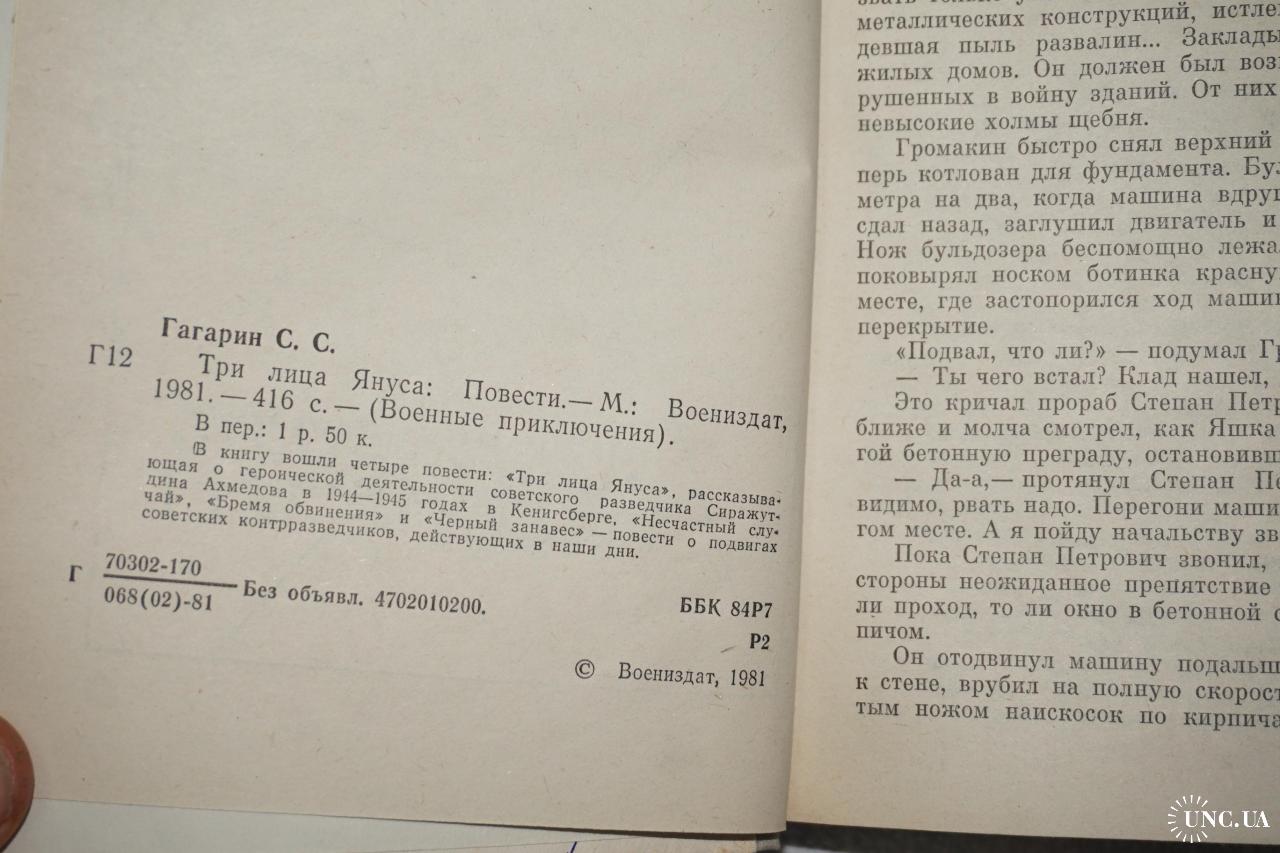 Гагарин С. С.
Г12
Три лица Януса: Повести.— М.: Воениздат,
1981. — 416 с. — (Военные приключения).
В пер.: 1 р. 50 к.
В книгу вошли четыре повести: «Три лица Януса», рассказыва-
ющая о героической деятельности советского разведчика Сиражут-
дина Ахмедова в 1944—1945 годах в Кенигсберге, «Несчастный слу-
чай», «Бремя обвинения» и «Черный занавес» — повести о подвигах
советских контрразведчиков, действующих в наши дни.
Г 70302-170
068(02)-81 Без объявл. 4702010200.
ББК 84Р7
Р2
© Воениздат, 1981
металлических конструкций, истле
девшая пыль развалин... Заклады
жилых домов. Он должен был воз
рушенных в войну зданий. От них
невысокие холмы щебня.
Громакин быстро снял верхний
перь котлован для фундамента. Бул
метра на два, когда машина вдруг
сдал назад, заглушил двигатель и
Нож бульдозера беспомощно лежа
поковырял носком ботинка красну
месте, где застопорился ход маши
перекрытие.
«Подвал, что ли?» — подумал Гр
— Ты чего встал? Клад нашел,
Это кричал прораб Степан Петр
ближе и молча смотрел, как Яшка
гой бетонную преграду, остановивш
— Да-а,— протянул Степан Пе
видимо, рвать надо. Перегони маши
гом месте. А я пойду начальству зв
Пока Степан Петрович звонил,
стороны неожиданное препятствие
ли проход, то ли окно в бетонной
пичом.
Он отодвинул машину подальш
к стене, врубил на полную скорост
тым ножом наискосок по кирпича
UNC.UA